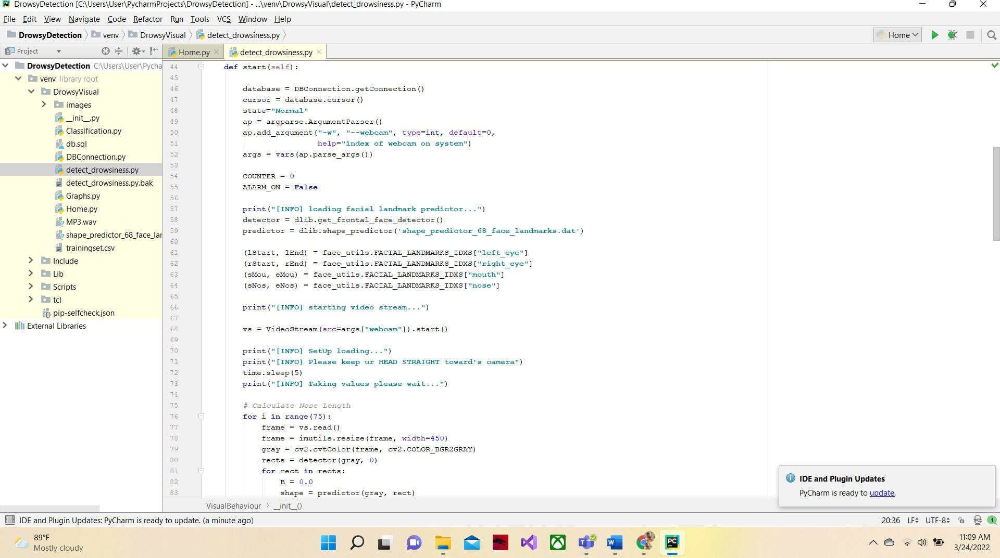 DrowsyDetection [C:\Users\User\PycharmProjects\DrowsyDetection] - ...\venv\DrowsyVisual\detect_drowsiness.py - PyCharm
File Edit View Navigate Code Refactor Run Tools VCS Window Help
DrowsyDetection venv DrowsyVisual detect_drowsiness.py Home
Project Home.py detect_drowsiness.py
DrowsyDetection C:\Users\User\Pycha
venv library root
DrowsyVisual
images
__init__.py
Classification.py
db.sql
DBConnection.py
detect_drowsiness.py
detect_drowsiness.py.bak
Graphs.py
Home.py
MP3.wav
shape_predictor_68_face_lar
trainingset.csv
Include
Lib
Scripts
tcl
pip-selfcheck.json
External Libraries
44 def start(self):
45
46 database = DBConnection.getConnection()
47 cursor = database.cursor()
48 state="Normal"
49 ap = argparse.ArgumentParser()
50 ap.add_argument("-w", "--webcam", type=int, default=0,
51 help="index of webcam on system")
52 args = vars(ap.parse_args())
53
54 COUNTER = 0
55 ALARM_ON = False
56
57 print("[INFO] loading facial landmark predictor...")
58 detector = dlib.get_frontal_face_detector()
59 predictor = dlib.shape_predictor('shape_predictor_68_face_landmarks.dat')
60
61 (lStart, lEnd) = face_utils.FACIAL_LANDMARKS_IDXS["left_eye"]
62 (rStart, rEnd) = face_utils.FACIAL_LANDMARKS_IDXS["right_eye"]
63 (sMou, eMou) = face_utils.FACIAL_LANDMARKS_IDXS["mouth"]
64 (sNos, eNos) = face_utils.FACIAL_LANDMARKS_IDXS["nose"]
65
66 print("[INFO] starting video stream...")
67
68 vs = VideoStream(src=args["webcam"]).start()
69
70 print("[INFO] SetUp loading...")
71 print("[INFO} Please keep ur HEAD STRAIGHT toward's camera")
72 time.sleep(5)
73 print("[INFO] Taking values please wait...")
74
75 # Calculate Nose Length
76 for i in range(75):
77 frame = vs.read()
78 frame = imutils.resize(frame, width=450)
79 gray = cv2.cvtColor(frame, cv2.COLOR_BGR2GRAY)
80 rects = detector(gray, 0)
81 for rect in rects:
82 B = 0.0
83 shape = predictor(gray, rect)
VisualBehaviour __init__()
IDE and Plugin Updates
PyCharm is ready to update.
IDE and Plugin Updates: PyCharm is ready to update. (a minute ago) 20:36 LF UTF-8 1
89°F
Mostly cloudy
11:09 AM
3/24/2022